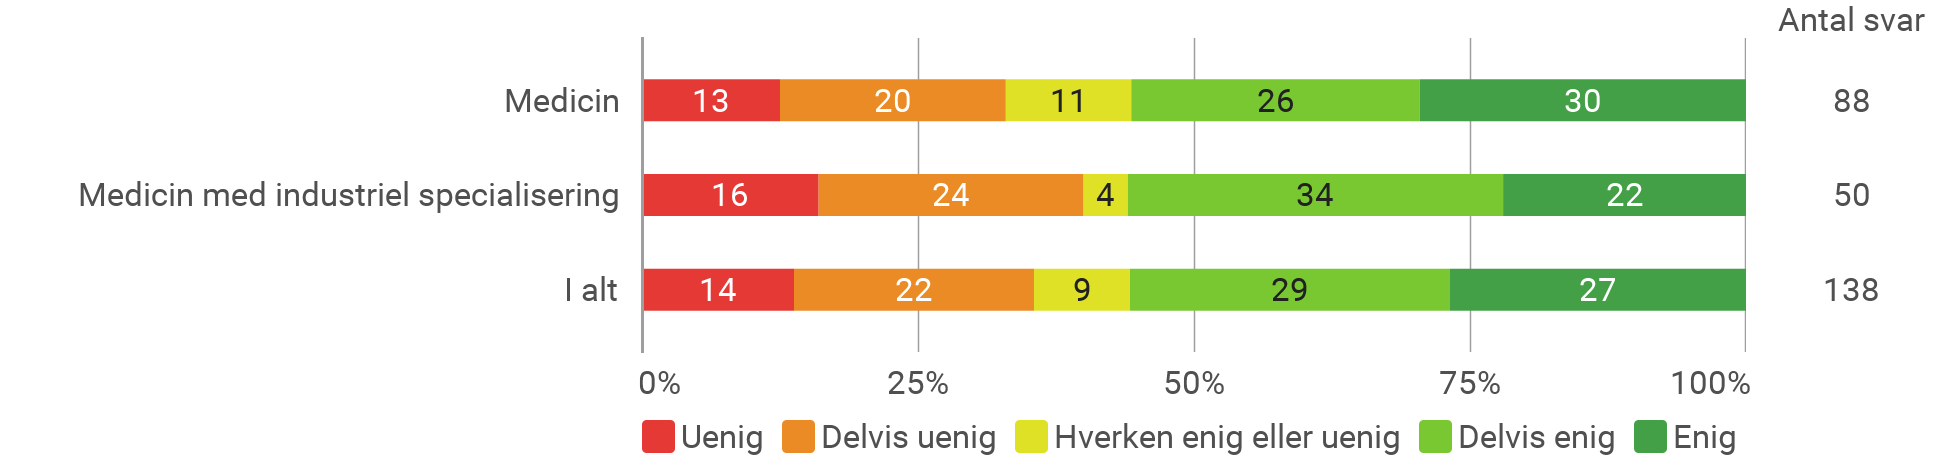 Antal svar
Medicin 13 20 11 26 30 88
Medicin med industriel specialisering 16 24 4 34 22 50
I alt 14 22 9 29 27 138
0% 25% 50% 75% 100%
Uenig Delvis uenig Hverken enig eller uenig Delvis enig Enig